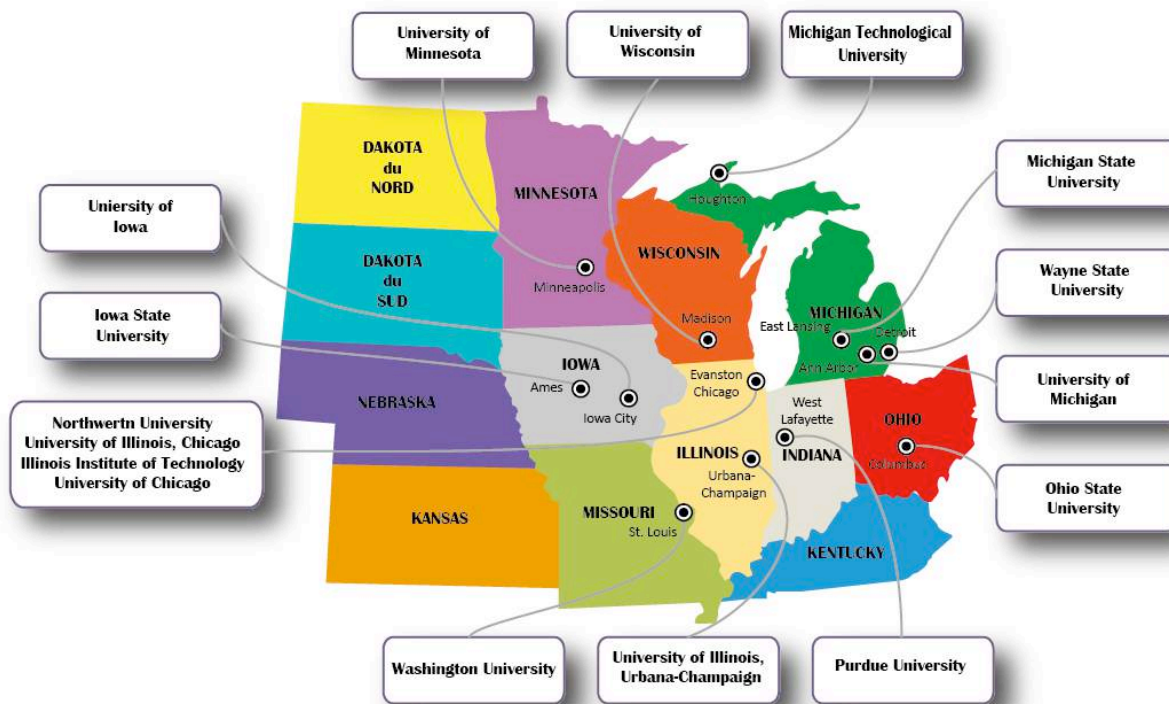 University of
Minnesota
University of
Wisconsin
Michigan Technological
University
Michigan State
University
Wayne State
University
University of
Michigan
Ohio State
University
Uniersity of
Iowa
Iowa State
University
Northwertn University
University of Illinois, Chicago
Illinois Institute of Technology
University of Chicago
Washington University
University of Illinois,
Urbana-Champaign
Purdue University
DAKOTA
du
NORD
MINNESOTA
Minneapolis
DAKOTA
du
SUD
WISCONSIN
Madison
Houghton
MICHIGAN
East Lansing
Detroit
Ann Arbor
NEBRASKA
IOWA
Ames
Iowa City
Evanston
Chicago
ILLINOIS
Urbana-
Champaign
West
Lafayette
INDIANA
OHIO
Columbus
KANSAS
MISSOURI
St. Louis
KENTUCKY